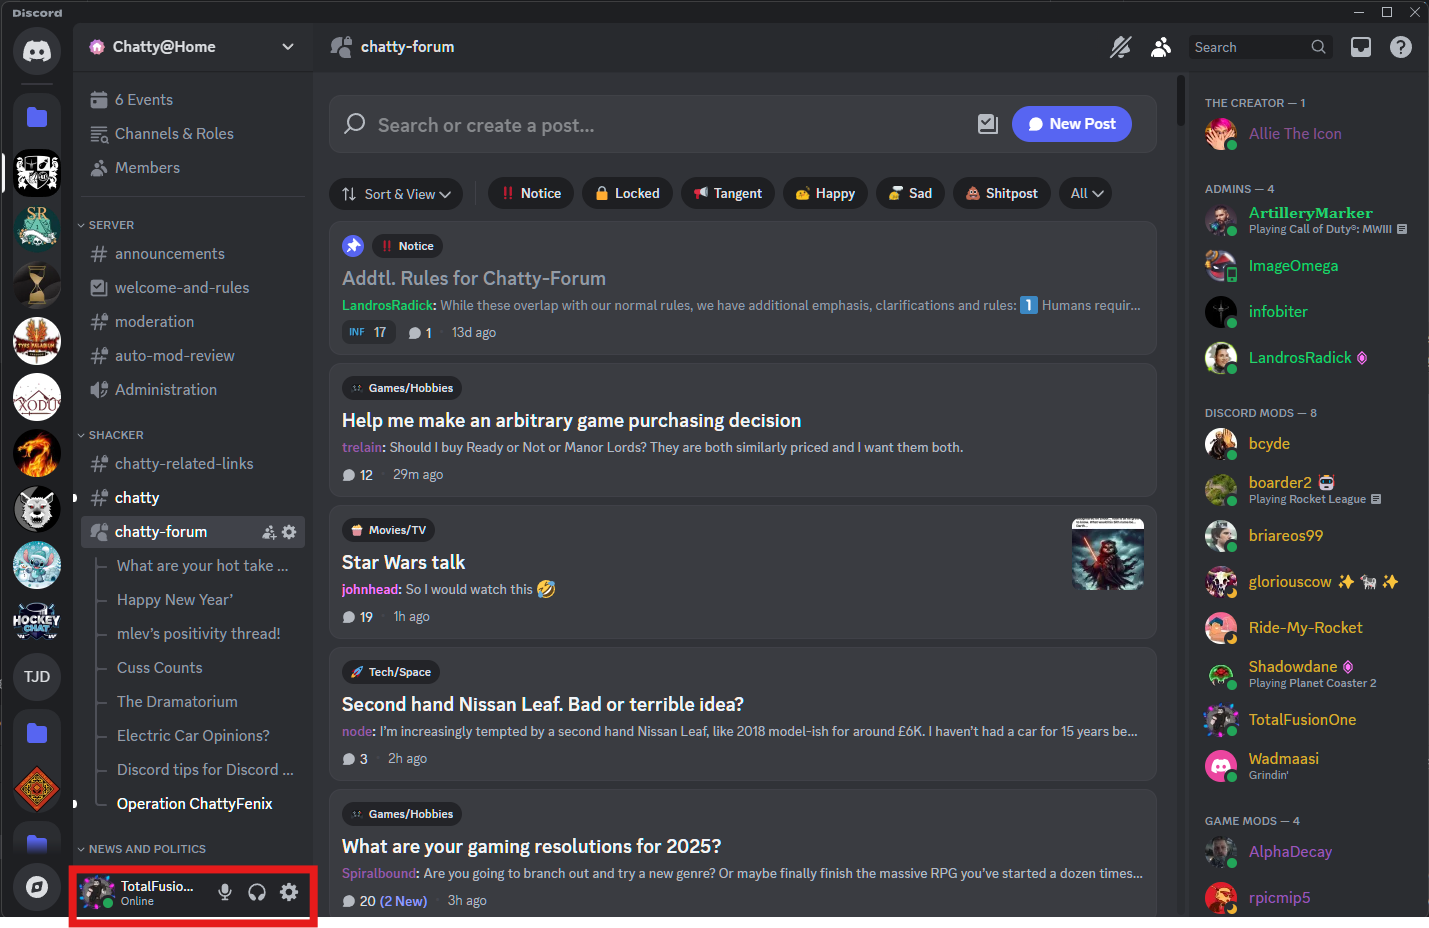 Discord
Chatty@Home
chatty-forum
Search
6 Events
Channels & Roles
Members
SERVER
announcements
welcome-and-rules
moderation
auto-mod-review
Administration
SHACKER
chatty-related-links
chatty
chatty-forum
What are your hot take ...
Happy New Year’
mlev’s positivity thread!
Cuss Counts
The Dramatorium
Electric Car Opinions?
Discord tips for Discord ...
Operation ChattyFenix
NEWS AND POLITICS
TotalFusio...
Online
SR
XODU
HOCKEY
CHAT
TJD
Search or create a post...
New Post
Sort & View
Notice
Locked
Tangent
Happy
Sad
Shitpost
All
Notice
Addtl. Rules for Chatty-Forum
LandrosRadick: While these overlap with our normal rules, we have additional emphasis, clarifications and rules: 1 Humans requir...
INF 17 1 · 13d ago
Games/Hobbies
Help me make an arbitrary game purchasing decision
trelain: Should I buy Ready or Not or Manor Lords? They are both similarly priced and I want them both.
12 · 29m ago
Movies/TV
Star Wars talk
johnhead: So I would watch this 🤣
19 · 1h ago
Tech/Space
Second hand Nissan Leaf. Bad or terrible idea?
node: I’m increasingly tempted by a second hand Nissan Leaf, like 2018 model-ish for around £6K. I haven’t had a car for 15 years be...
3 · 2h ago
Games/Hobbies
What are your gaming resolutions for 2025?
Spiralbound: Are you going to branch out and try a new genre? Or maybe finally finish the massive RPG you’ve started a dozen times...
20 (2 New) · 3h ago
THE CREATOR — 1
Allie The Icon
ADMINS — 4
ArtilleryMarker
Playing Call of Duty®: MWIII
ImageOmega
infobiter
LandrosRadick
DISCORD MODS — 8
bcyde
boarder2
Playing Rocket League
briareos99
gloriouscow ✨ 🐄 ✨
Ride-My-Rocket
Shadowdane
Playing Planet Coaster 2
TotalFusionOne
Wadmaasi
Grindin'
GAME MODS — 4
AlphaDecay
rpicmip5